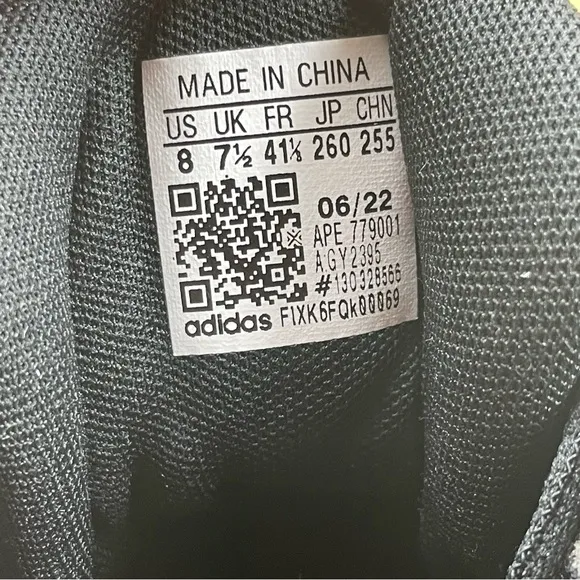 MADE IN CHINA
US UK FR JP CHN
8 7½ 41⅓ 260 255
06/22
APE 779001
A:GY2395
#130328566
adidas FIXK6FQk00069